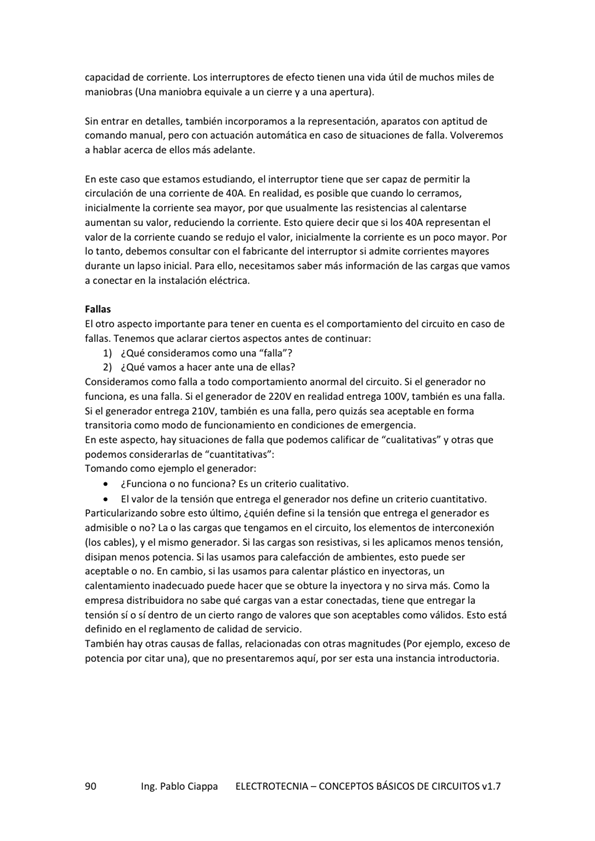 capacidad de corriente. Los interruptores de efecto tienen una vida útil de muchos miles de
maniobras (Una maniobra equivale a un cierre y a una apertura).
Sin entrar en detalles, también incorporamos a la representación, aparatos con aptitud de
comando manual, pero con actuación automática en caso de situaciones de falla. Volveremos
a hablar acerca de ellos más adelante.
En este caso que estamos estudiando, el interruptor tiene que ser capaz de permitir la
circulación de una corriente de 40A. En realidad, es posible que cuando lo cerramos,
inicialmente la corriente sea mayor, por que usualmente las resistencias al calentarse
aumentan su valor, reduciendo la corriente. Esto quiere decir que si los 40A representan el
valor de la corriente cuando se redujo el valor, inicialmente la corriente es un poco mayor. Por
lo tanto, debemos consultar con el fabricante del interruptor si admite corrientes mayores
durante un lapso inicial. Para ello, necesitamos saber más información de las cargas que vamos
a conectar en la instalación eléctrica.
Fallas
El otro aspecto importante para tener en cuenta es el comportamiento del circuito en caso de
fallas. Tenemos que aclarar ciertos aspectos antes de continuar:
1) ¿Qué consideramos como una “falla”?
2) ¿Qué vamos a hacer ante una de ellas?
Consideramos como falla a todo comportamiento anormal del circuito. Si el generador no
funciona, es una falla. Si el generador de 220V en realidad entrega 100V, también es una falla.
Si el generador entrega 210V, también es una falla, pero quizás sea aceptable en forma
transitoria como modo de funcionamiento en condiciones de emergencia.
En este aspecto, hay situaciones de falla que podemos calificar de “cualitativas” y otras que
podemos considerarlas de “cuantitativas”:
Tomando como ejemplo el generador:
• ¿Funciona o no funciona? Es un criterio cualitativo.
• El valor de la tensión que entrega el generador nos define un criterio cuantitativo.
Particularizando sobre esto último, ¿quién define si la tensión que entrega el generador es
admisible o no? La o las cargas que tengamos en el circuito, los elementos de interconexión
(los cables), y el mismo generador. Si las cargas son resistivas, si les aplicamos menos tensión,
disipan menos potencia. Si las usamos para calefacción de ambientes, esto puede ser
aceptable o no. En cambio, si las usamos para calentar plástico en inyectoras, un
calentamiento inadecuado puede hacer que se obture la inyectora y no sirva más. Como la
empresa distribuidora no sabe qué cargas van a estar conectadas, tiene que entregar la
tensión sí o sí dentro de un cierto rango de valores que son aceptables como válidos. Esto está
definido en el reglamento de calidad de servicio.
También hay otras causas de fallas, relacionadas con otras magnitudes (Por ejemplo, exceso de
potencia por citar una), que no presentaremos aquí, por ser esta una instancia introductoria.
90 Ing. Pablo Ciappa ELECTROTECNIA – CONCEPTOS BÁSICOS DE CIRCUITOS v1.7